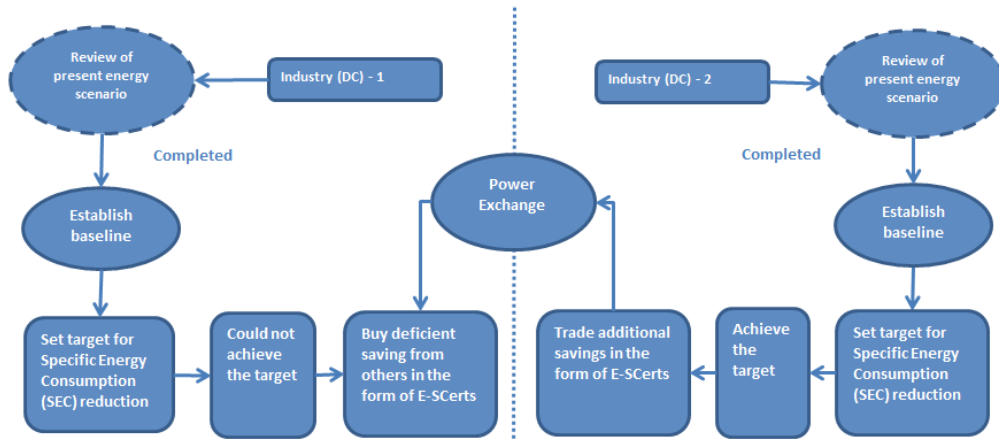 Review of
present energy
scenario
Industry (DC) - 1
Completed
Establish
baseline
Set target for
Specific Energy
Consumption
(SEC) reduction
Could not
achieve
the target
Buy deficient
saving from
others in the
form of E-SCerts
Power
Exchange
Industry (DC) - 2
Review of
present energy
scenario
Completed
Establish
baseline
Set target for
Specific Energy
Consumption
(SEC) reduction
Achieve
the
target
Trade additional
savings in the
form of E-SCerts